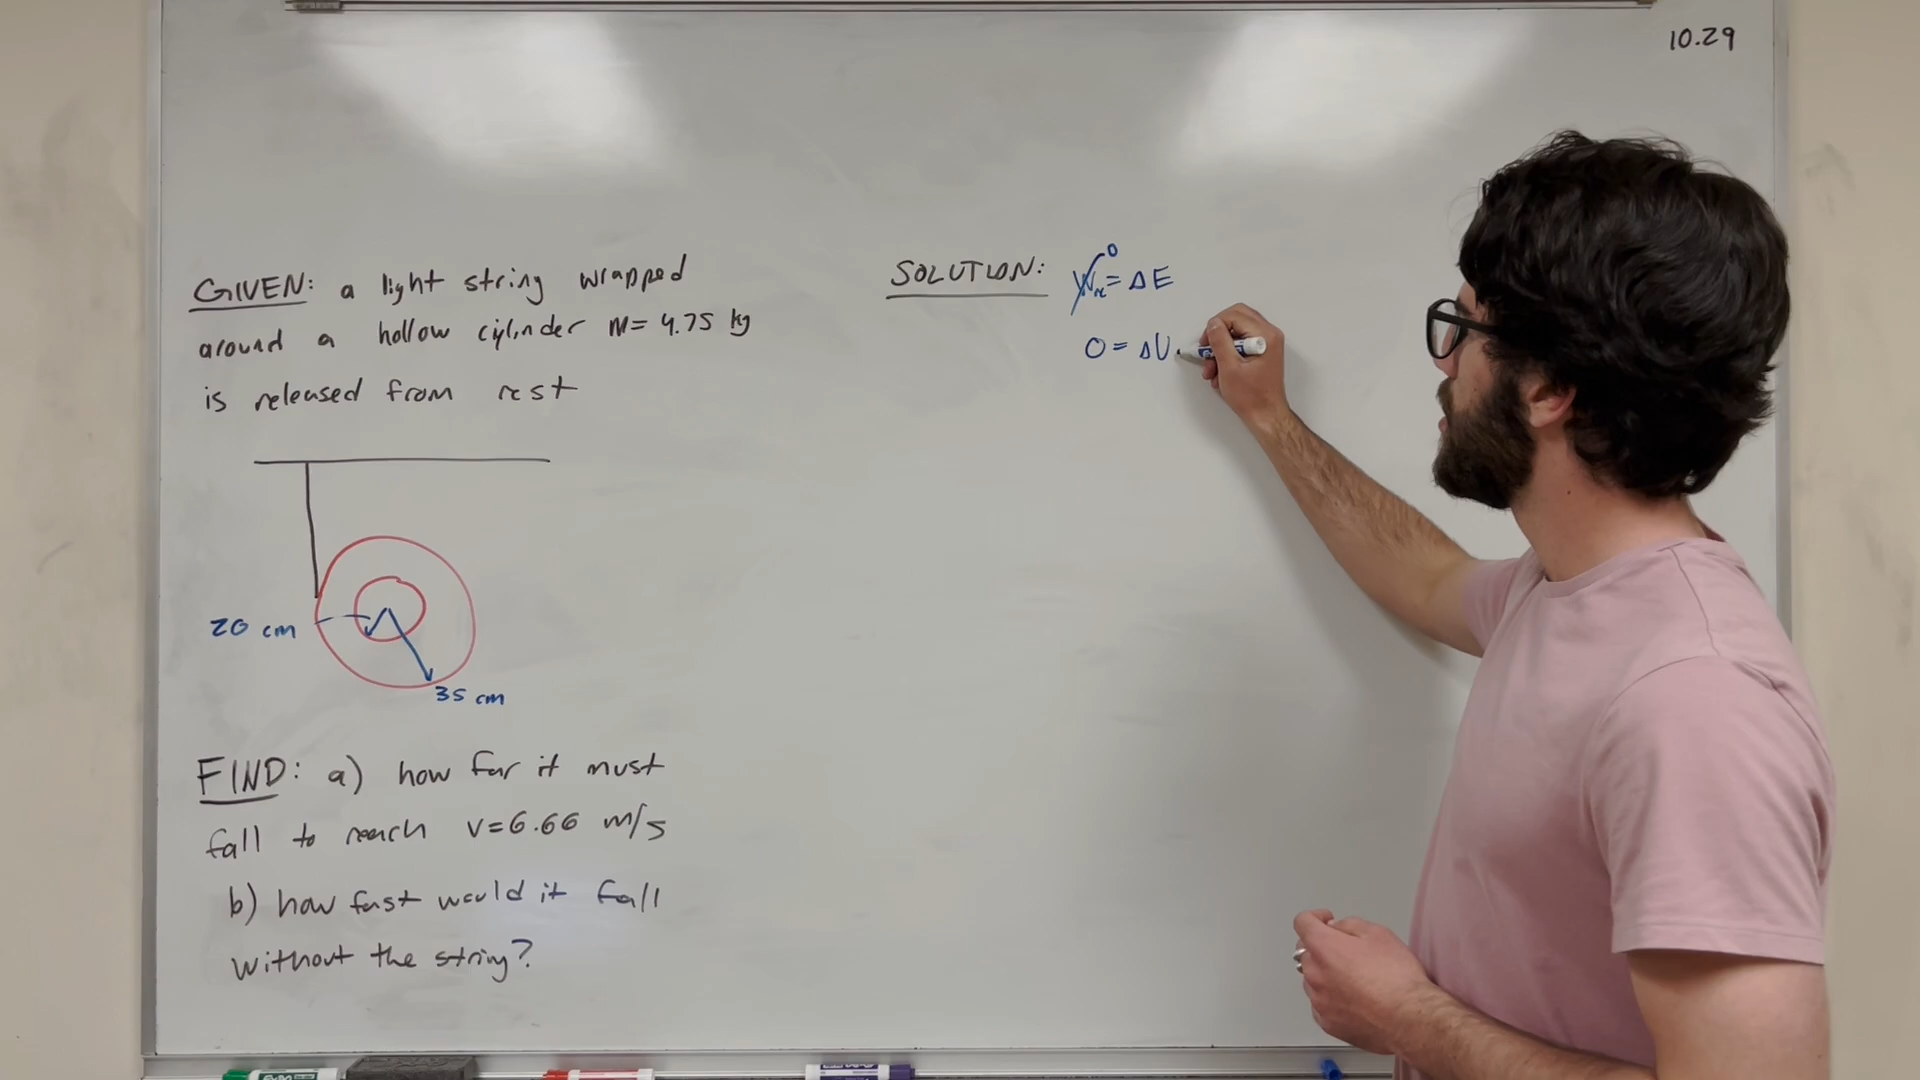 10.29
GIVEN: a light string wrapped
around a hollow cylinder M= 4.75 kg
is released from rest
20 cm
35 cm
FIND: a) how far it must
fall to reach v=6.66 m/s
b) how fast would it fall
without the string?
SOLUTION: = ΔE
0
0 = ΔU